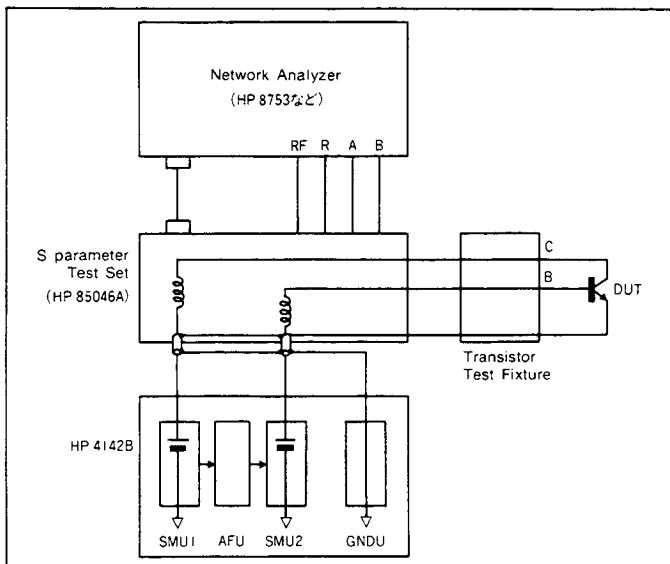 Network Analyzer
(HP 8753など)
RF R A B
S parameter
Test Set
(HP 85046A)
C
B
DUT
Transistor
Test Fixture
HP 4142B
SMU1 AFU SMU2 GNDU